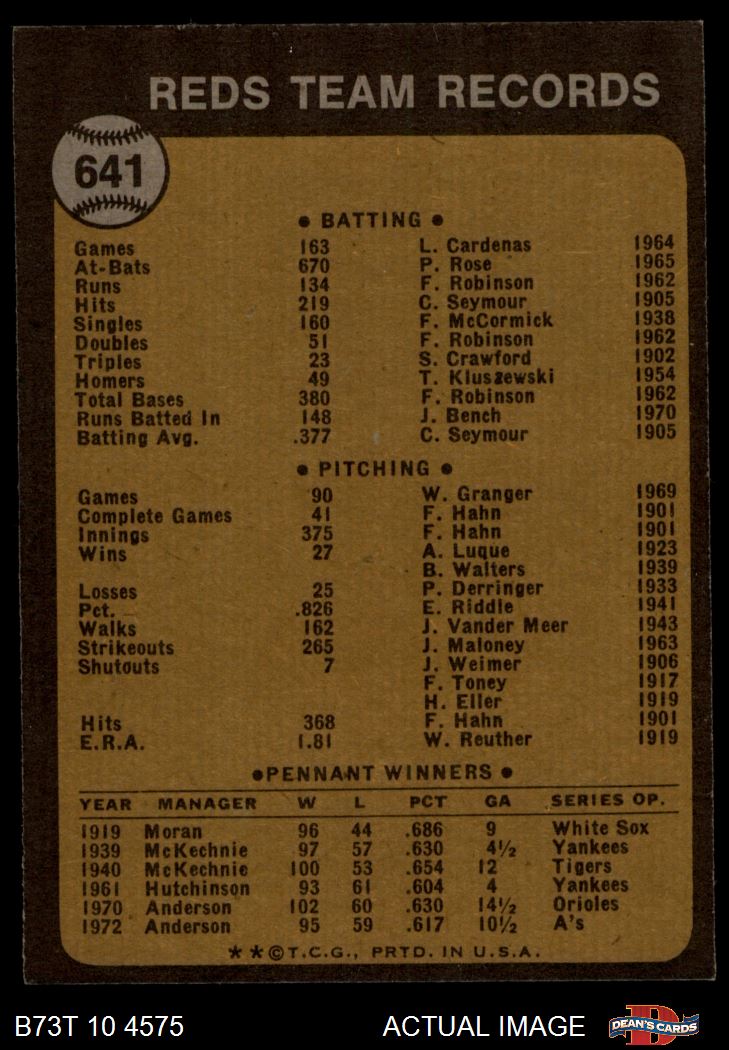 REDS TEAM RECORDS
641
• BATTING •
Games 163 L. Cardenas 1964
At-Bats 670 P. Rose 1965
Runs 134 F. Robinson 1962
Hits 219 C. Seymour 1905
Singles 160 F. McCormick 1938
Doubles 51 F. Robinson 1962
Triples 23 S. Crawford 1902
Homers 49 T. Kluszewski 1954
Total Bases 380 F. Robinson 1962
Runs Batted In 148 J. Bench 1970
Batting Avg. .377 C. Seymour 1905
• PITCHING •
Games 90 W. Granger 1969
Complete Games 41 F. Hahn 1901
Innings 375 F. Hahn 1901
Wins 27 A. Luque 1923
B. Walters 1939
Losses 25 P. Derringer 1933
Pct. .826 E. Riddle 1941
Walks 162 J. Vander Meer 1943
Strikeouts 265 J. Maloney 1963
Shutouts 7 J. Weimer 1906
F. Toney 1917
H. Eller 1919
Hits 368 F. Hahn 1901
E.R.A. 1.81 W. Reuther 1919
•PENNANT WINNERS •
YEAR MANAGER W L PCT GA SERIES OP.
1919 Moran 96 44 .686 9 White Sox
1939 McKechnie 97 57 .630 4½ Yankees
1940 McKechnie 100 53 .654 12 Tigers
1961 Hutchinson 93 61 .604 4 Yankees
1970 Anderson 102 60 .630 14½ Orioles
1972 Anderson 95 59 .617 10½ A's
★★©T.C.G., PRTD. IN U.S.A.
B73T 10 4575 ACTUAL IMAGE
D
DEAN'S CARDS